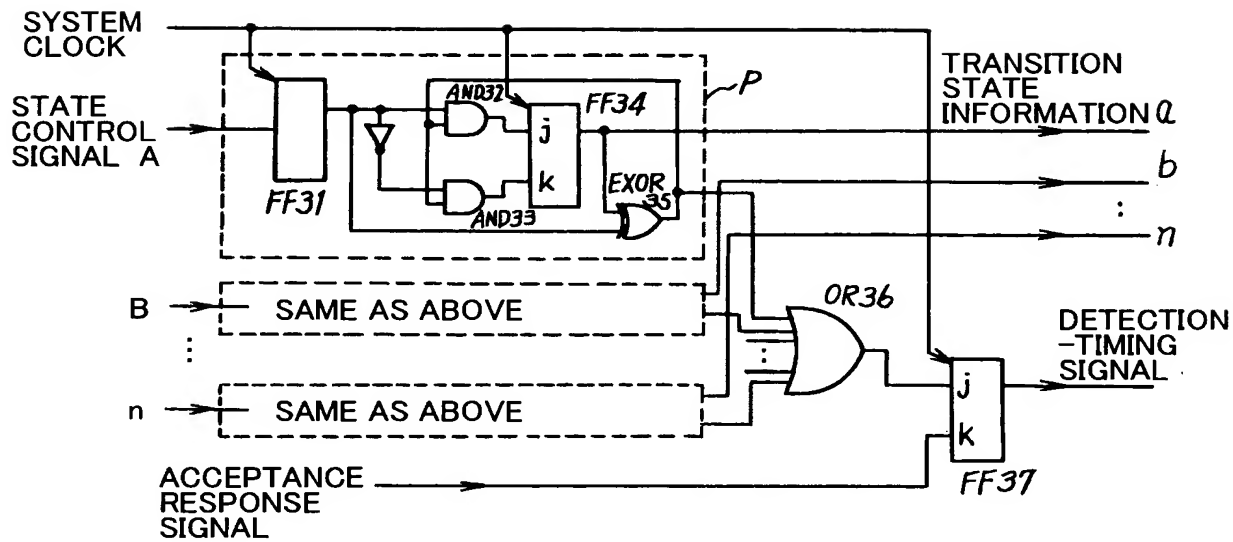 SYSTEM
CLOCK
STATE
CONTROL
SIGNAL A
FF31
AND32
j
k
FF34
AND33
EXOR
35
P
TRANSITION
STATE
INFORMATION a
b
:
n
B
SAME AS ABOVE
⋮
n
SAME AS ABOVE
OR36
⋮
j
k
FF37
DETECTION
-TIMING
SIGNAL
ACCEPTANCE
RESPONSE
SIGNAL